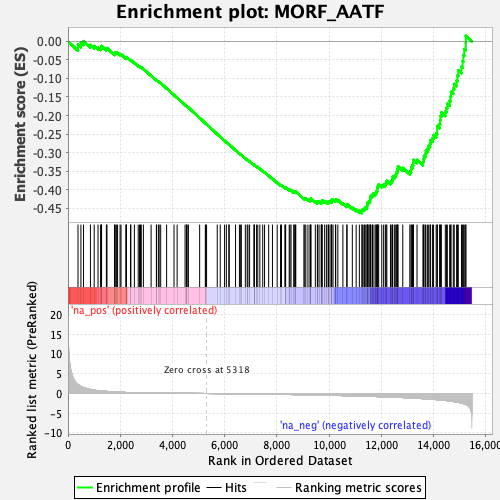 Enrichment plot: MORF_AATF
Enrichment score (ES)
0.00
-0.05
-0.10
-0.15
-0.20
-0.25
-0.30
-0.35
-0.40
-0.45
'na_pos' (positively correlated)
Ranked list metric (PreRanked)
20
15
10
5
0
-5
-10
Zero cross at 5318
'na_neg' (negatively correlated)
0
2,000
4,000
6,000
8,000
10,000
12,000
14,000
16,000
Rank in Ordered Dataset
Enrichment profile
Hits
Ranking metric scores